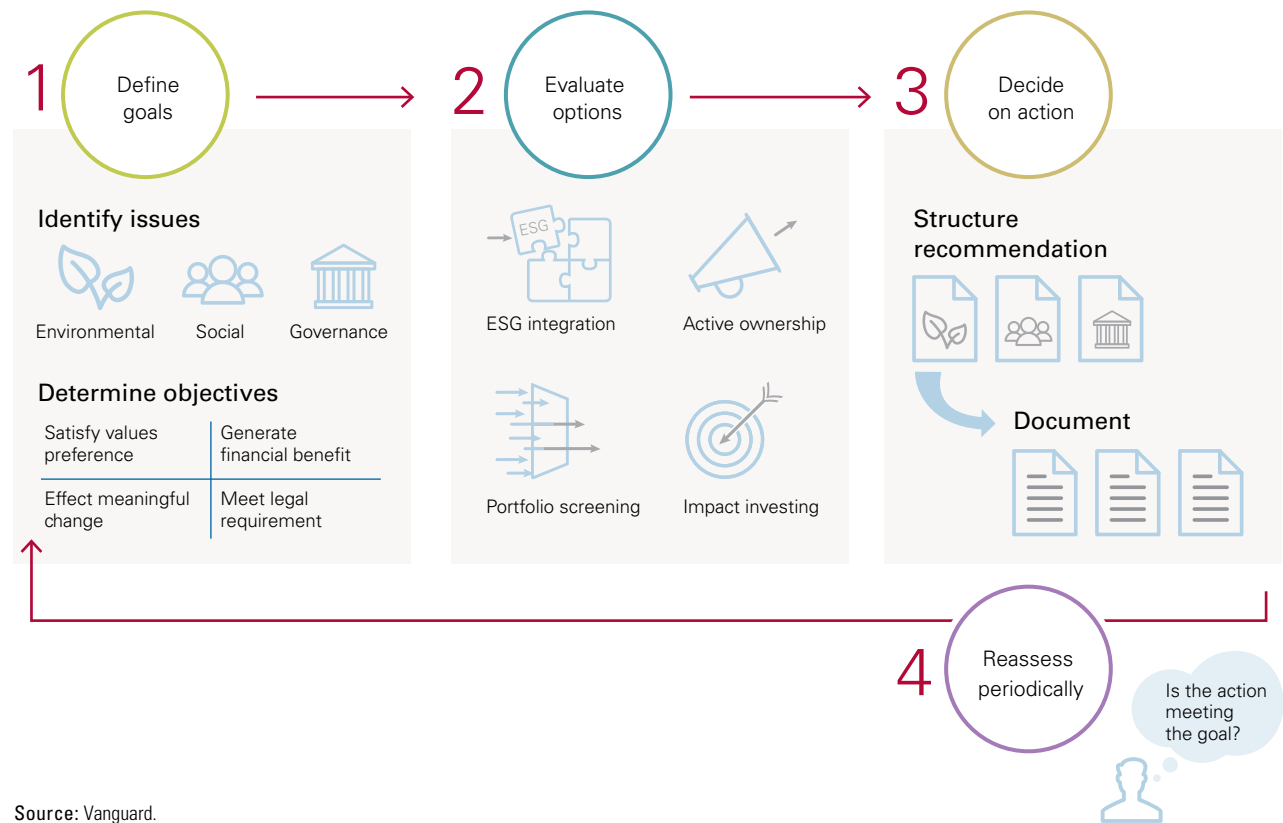 1
Define
goals
2
Evaluate
options
3
Decide
on action
Identify issues
Environmental
Social
Governance
Determine objectives
Satisfy values
preference
Generate
financial benefit
Effect meaningful
change
Meet legal
requirement
ESG
ESG integration
Active ownership
Portfolio screening
Impact investing
Structure
recommendation
Document
4
Reassess
periodically
Is the action
meeting
the goal?
Source: Vanguard.